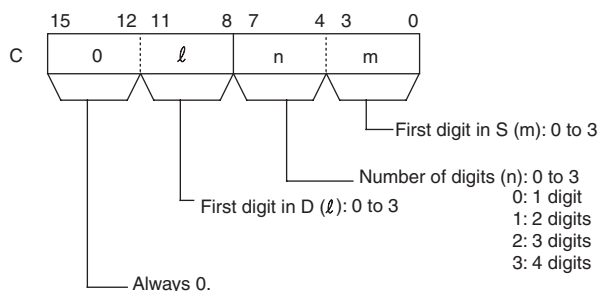 15 12 11 8 7 4 3 0
C 0 ℓ n m
First digit in S (m): 0 to 3
Number of digits (n): 0 to 3
0: 1 digit
1: 2 digits
2: 3 digits
3: 4 digits
First digit in D (ℓ): 0 to 3
Always 0.